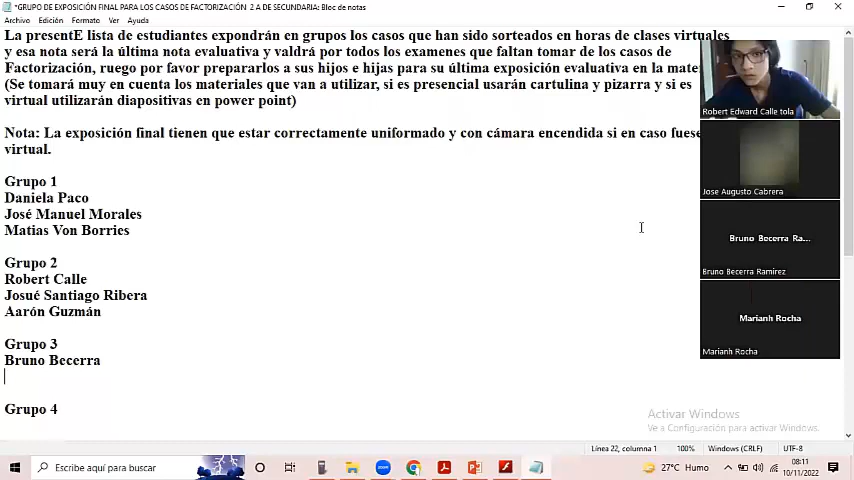 *GRUPO DE EXPOSICIÓN FINAL PARA LOS CASOS DE FACTORIZACIÓN 2 A DE SECUNDARIA: Bloc de notas
Archivo Edición Formato Ver Ayuda
La presentE lista de estudiantes expondrán en grupos los casos que han sido sorteados en horas de clases virtuales
y esa nota será la última nota evaluativa y valdrá por todos los examenes que faltan tomar de los casos de
Factorización, ruego por favor prepararlos a sus hijos e hijas para su última exposición evaluativa en la mate
(Se tomará muy en cuenta los materiales que van a utilizar, si es presencial usarán cartulina y pizarra y si es
virtual utilizarán diapositivas en power point)
Nota: La exposición final tienen que estar correctamente uniformado y con cámara encendida si en caso fuese
virtual.
Grupo 1
Daniela Paco
José Manuel Morales
Matias Von Borries
Grupo 2
Robert Calle
Josué Santiago Ribera
Aarón Guzmán
Grupo 3
Bruno Becerra
Grupo 4
Robert Edward Calle tola
Jose Augusto Cabrera
Bruno Becerra Ra...
Bruno Becerra Ramirez
Marianh Rocha
Marianh Rocha
Activar Windows
Ve a Configuración para activar Windows.
Línea 22, columna 1 100% Windows (CRLF) UTF-8
Escribe aquí para buscar
27°C Humo
08:11
10/11/2022